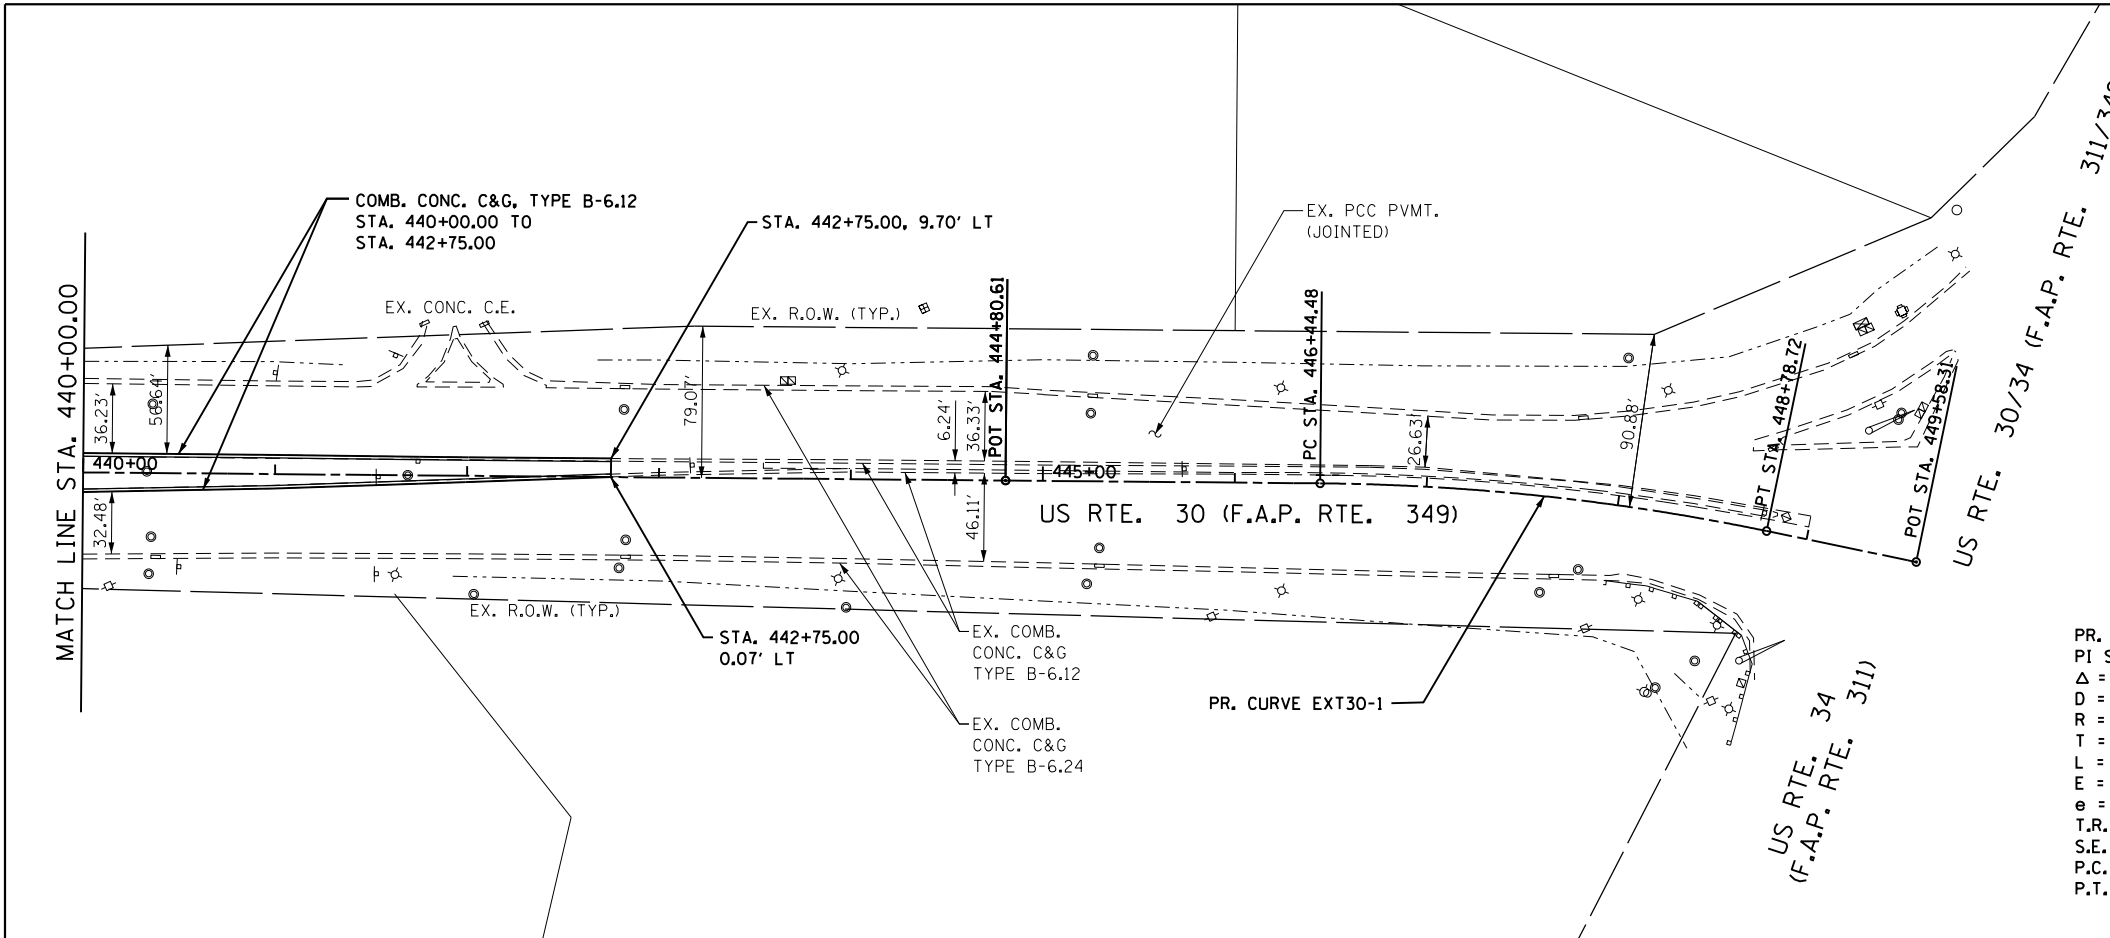 COMB. CONC. C&G, TYPE B-6.12
STA. 440+00.00 TO
STA. 442+75.00
STA. 442+75.00, 9.70' LT
EX. PCC PVMT.
(JOINTED)
EX. CONC. C.E.
EX. R.O.W. (TYP.)
MATCH LINE STA. 440+00.00
36.23'
56.64'
79.07'
6.24'
36.33'
POT STA. 444+80.61
PC STA. 446+44.48
26.63'
90.88'
PT STA. 448+78.72
POT STA. 449+58.31
US RTE. 30/34 (F.A.P. RTE. 311/349
440+00
445+00
32.48'
46.11'
US RTE. 30 (F.A.P. RTE. 349)
EX. R.O.W. (TYP.)
STA. 442+75.00
0.07' LT
EX. COMB.
CONC. C&G
TYPE B-6.12
EX. COMB.
CONC. C&G
TYPE B-6.24
PR. CURVE EXT30-1
US RTE. 34
(F.A.P. RTE. 311)
PR.
PI S
Δ =
D =
R =
T =
L =
E =
e =
T.R.
S.E.
P.C.
P.T.